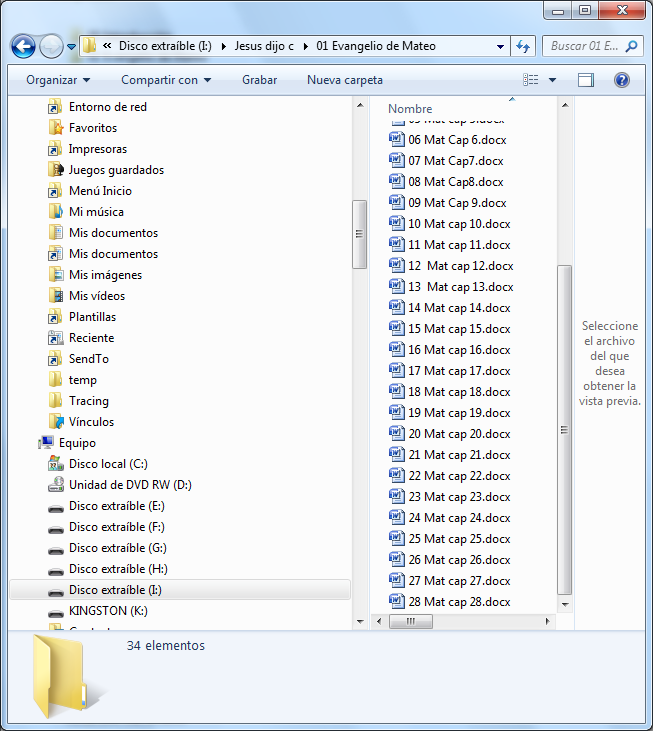 « Disco extraíble (I:) Jesus dijo c 01 Evangelio de Mateo
Buscar 01 E...
Organizar Compartir con Grabar Nueva carpeta
Entorno de red
Favoritos
Impresoras
Juegos guardados
Menú Inicio
Mi música
Mis documentos
Mis documentos
Mis imágenes
Mis vídeos
Plantillas
Reciente
SendTo
temp
Tracing
Vínculos
Equipo
Disco local (C:)
Unidad de DVD RW (D:)
Disco extraíble (E:)
Disco extraíble (F:)
Disco extraíble (G:)
Disco extraíble (H:)
Disco extraíble (I:)
KINGSTON (K:)
Nombre
06 Mat Cap 6.docx
07 Mat Cap7.docx
08 Mat Cap8.docx
09 Mat Cap 9.docx
10 Mat cap 10.docx
11 Mat cap 11.docx
12  Mat cap 12.docx
13  Mat cap 13.docx
14 Mat cap 14.docx
15 Mat cap 15.docx
16 Mat cap 16.docx
17 Mat cap 17.docx
18 Mat cap 18.docx
19 Mat cap 19.docx
20 Mat cap 20.docx
21 Mat cap 21.docx
22 Mat cap 22.docx
23 Mat cap 23.docx
24 Mat cap 24.docx
25 Mat cap 25.docx
26 Mat cap 26.docx
27 Mat cap 27.docx
28 Mat cap 28.docx
Seleccione
el archivo
del que
desea
obtener la
vista previa.
34 elementos